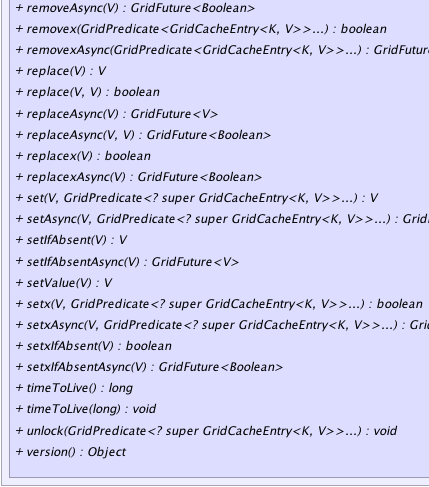 + removeAsync(V) : GridFuture<Boolean>
+ removex(GridPredicate<GridCacheEntry<K, V>>...) : boolean
+ removexAsync(GridPredicate<GridCacheEntry<K, V>>...) : GridFuture
+ replace(V) : V
+ replace(V, V) : boolean
+ replaceAsync(V) : GridFuture<V>
+ replaceAsync(V, V) : GridFuture<Boolean>
+ replacex(V) : boolean
+ replacexAsync(V) : GridFuture<Boolean>
+ set(V, GridPredicate<? super GridCacheEntry<K, V>>...) : V
+ setAsync(V, GridPredicate<? super GridCacheEntry<K, V>>...) : Grid
+ setIfAbsent(V) : V
+ setIfAbsentAsync(V) : GridFuture<V>
+ setValue(V) : V
+ setx(V, GridPredicate<? super GridCacheEntry<K, V>>...) : boolean
+ setxAsync(V, GridPredicate<? super GridCacheEntry<K, V>>...) : Grid
+ setxIfAbsent(V) : boolean
+ setxIfAbsentAsync(V) : GridFuture<Boolean>
+ timeToLive() : long
+ timeToLive(long) : void
+ unlock(GridPredicate<? super GridCacheEntry<K, V>>...) : void
+ version() : Object